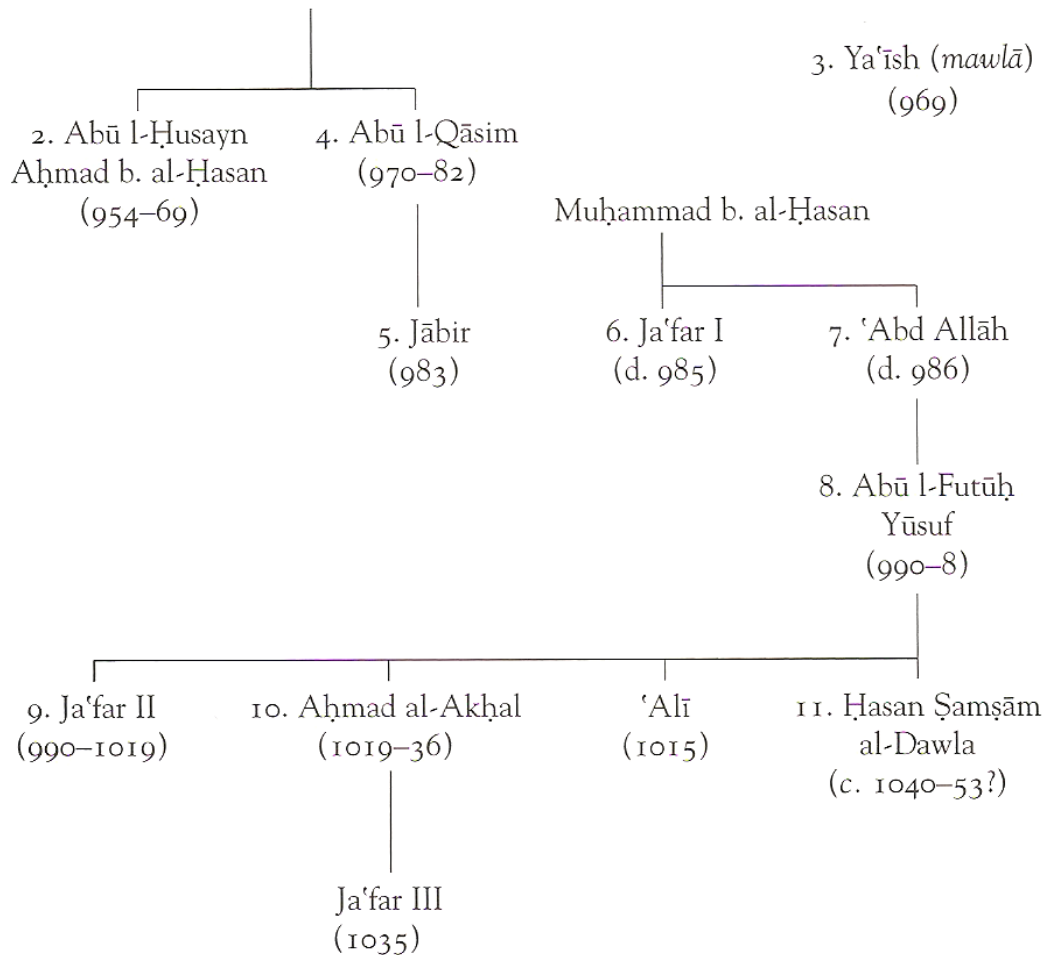 3. Yaʿīsh (mawlā)
(969)
2. Abū l-Ḥusayn
Aḥmad b. al-Ḥasan
(954–69)
4. Abū l-Qāsim
(970–82)
Muḥammad b. al-Ḥasan
5. Jābir
(983)
6. Jaʿfar I
(d. 985)
7. ʿAbd Allāh
(d. 986)
8. Abū l-Futūḥ
Yūsuf
(990–8)
9. Jaʿfar II
(990–1019)
10. Aḥmad al-Akḥal
(1019–36)
ʿAlī
(1015)
11. Ḥasan Ṣamṣām
al-Dawla
(c. 1040–53?)
Jaʿfar III
(1035)